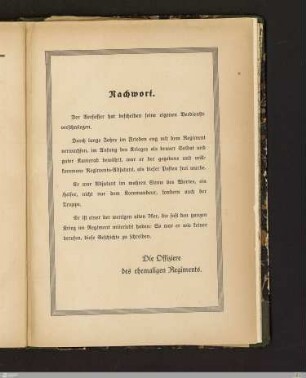 Nachwort.
Der Verfasser hat bescheiden seine eigenen Verdienste
verschwiegen.
Durch lange Jahre im Frieden eng mit dem Regiment
verwachsen, im Anfang des Krieges als braver Soldat und
guter Kamerad bewährt, war er der gegebene und will-
kommene Regiments-Adjutant, als dieser Posten frei wurde.
Er war Adjutant im wahren Sinne des Wortes, ein
Helfer, nicht nur dem Kommandeur, sondern auch der
Truppe.
Er ist einer der wenigen alten 76er, die fast den ganzen
Krieg im Regiment miterlebt haben. So war er wie keiner
berufen, diese Geschichte zu schreiben.
Die Offiziere
des ehemaligen Regiments.